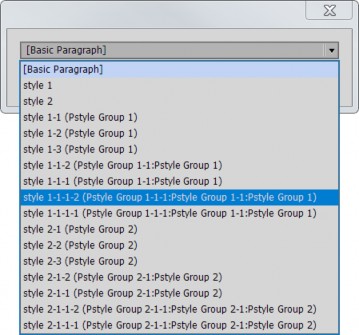 [Basic Paragraph]
[Basic Paragraph]
style 1
style 2
style 1-1 (Pstyle Group 1)
style 1-2 (Pstyle Group 1)
style 1-3 (Pstyle Group 1)
style 1-1-2 (Pstyle Group 1-1:Pstyle Group 1)
style 1-1-1 (Pstyle Group 1-1:Pstyle Group 1)
style 1-1-1-2 (Pstyle Group 1-1-1:Pstyle Group 1-1:Pstyle Group 1)
style 1-1-1-1 (Pstyle Group 1-1-1:Pstyle Group 1-1:Pstyle Group 1)
style 2-1 (Pstyle Group 2)
style 2-2 (Pstyle Group 2)
style 2-3 (Pstyle Group 2)
style 2-1-2 (Pstyle Group 2-1:Pstyle Group 2)
style 2-1-1 (Pstyle Group 2-1:Pstyle Group 2)
style 2-1-1-2 (Pstyle Group 2-1-1:Pstyle Group 2-1:Pstyle Group 2)
style 2-1-1-1 (Pstyle Group 2-1-1:Pstyle Group 2-1:Pstyle Group 2)